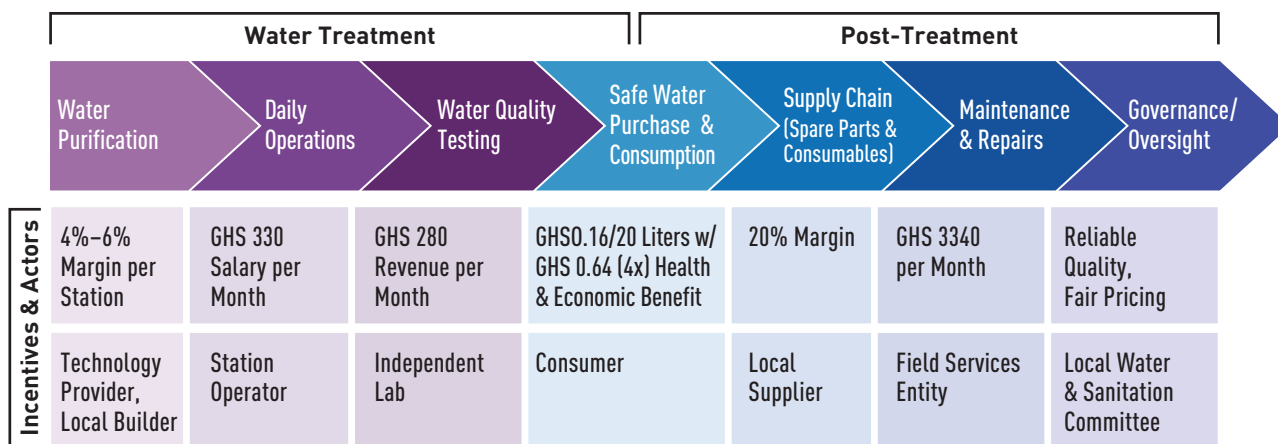 Water Treatment
Post-Treatment
Water
Purification
Daily
Operations
Water Quality
Testing
Safe Water
Purchase &
Consumption
Supply Chain
(Spare Parts &
Consumables)
Maintenance
& Repairs
Governance/
Oversight
Incentives & Actors
4%–6%
Margin per
Station
GHS 330
Salary per
Month
GHS 280
Revenue per
Month
GHS0.16/20 Liters w/
GHS 0.64 (4x) Health
& Economic Benefit
20% Margin
GHS 3340
per Month
Reliable
Quality,
Fair Pricing
Technology
Provider,
Local Builder
Station
Operator
Independent
Lab
Consumer
Local
Supplier
Field Services
Entity
Local Water
& Sanitation
Committee